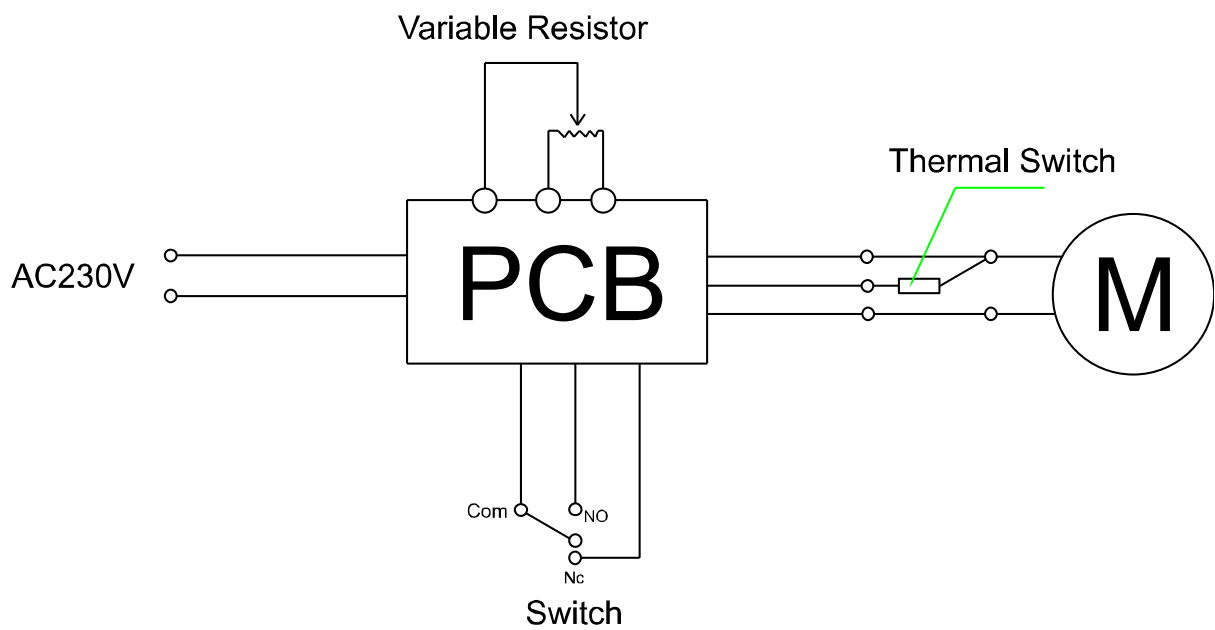 Variable Resistor
Thermal Switch
AC230V
PCB
M
Com
NO
Nc
Switch